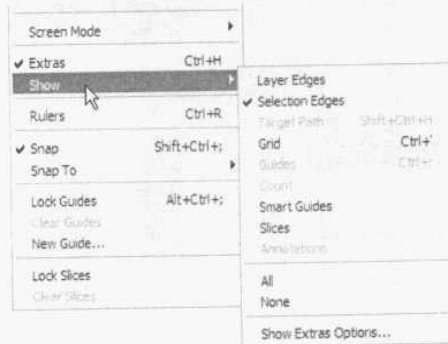 Screen Mode
Extras Ctrl+H
Show
Rulers Ctrl+R
Snap Shift+Ctrl+;
Snap To
Lock Guides Alt+Ctrl+;
Clear Guides
New Guide...
Lock Slices
Clear Slices
Layer Edges
Selection Edges
Target Path Shift+Ctrl+H
Grid Ctrl+'
Guides Ctrl+;
Count
Smart Guides
Slices
Annotations
All
None
Show Extras Options...